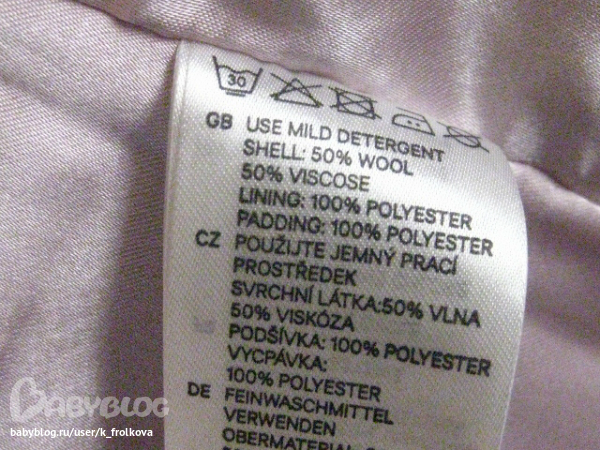 30
GB USE MILD DETERGENT
SHELL: 50% WOOL
50% VISCOSE
LINING: 100% POLYESTER
PADDING: 100% POLYESTER
CZ POUŽIJTE JEMNÝ PRACÍ
PROSTŘEDEK
SVRCHNÍ LÁTKA:50% VLNA
50% VISKÓZA
PODŠÍVKA: 100% POLYESTER
VYCPÁVKA:
100% POLYESTER
DE FEINWASCHMITTEL
VERWENDEN
OBERMATERIAL
BABYBLOG
babyblog.ru/user/k_frolkova